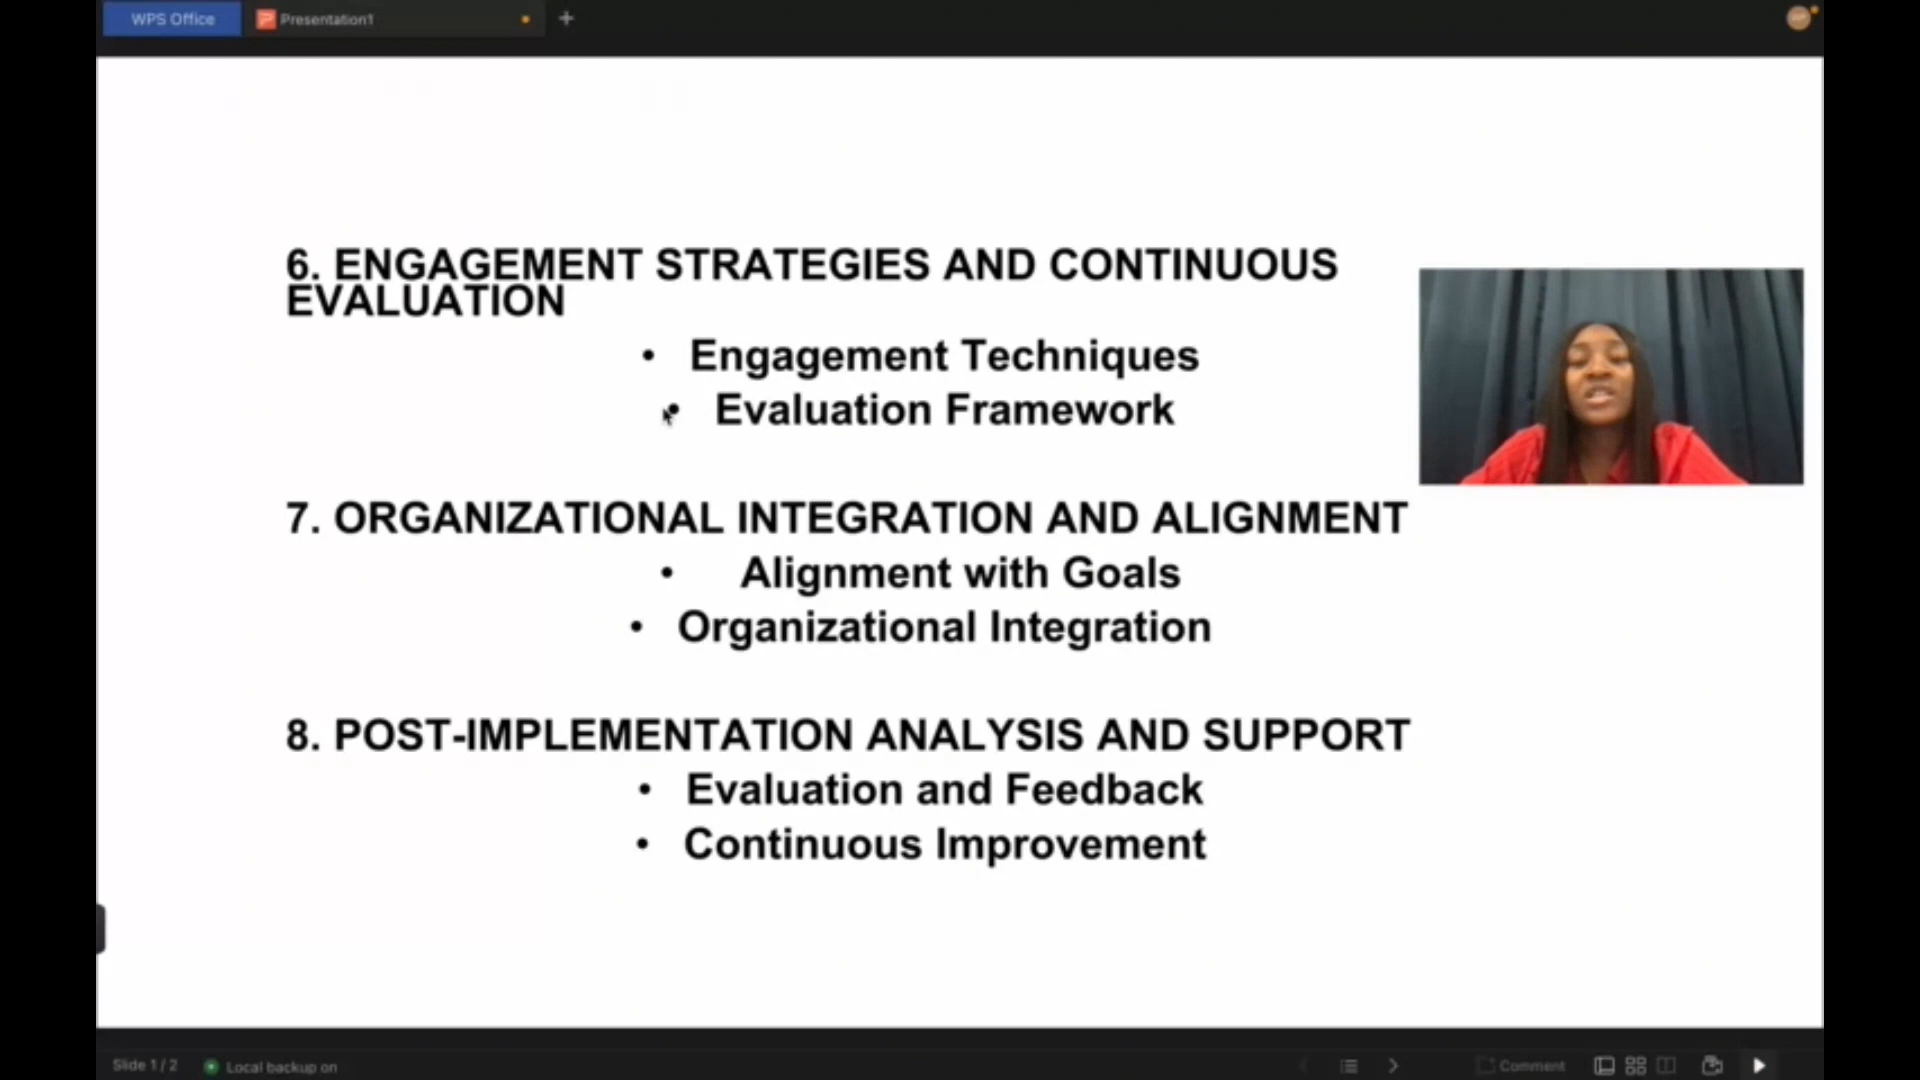 WPS Office
Presentation1
6. ENGAGEMENT STRATEGIES AND CONTINUOUS
EVALUATION
• Engagement Techniques
• Evaluation Framework
7. ORGANIZATIONAL INTEGRATION AND ALIGNMENT
• Alignment with Goals
• Organizational Integration
8. POST-IMPLEMENTATION ANALYSIS AND SUPPORT
• Evaluation and Feedback
• Continuous Improvement
Slide 1 / 2
Local backup on
Comment